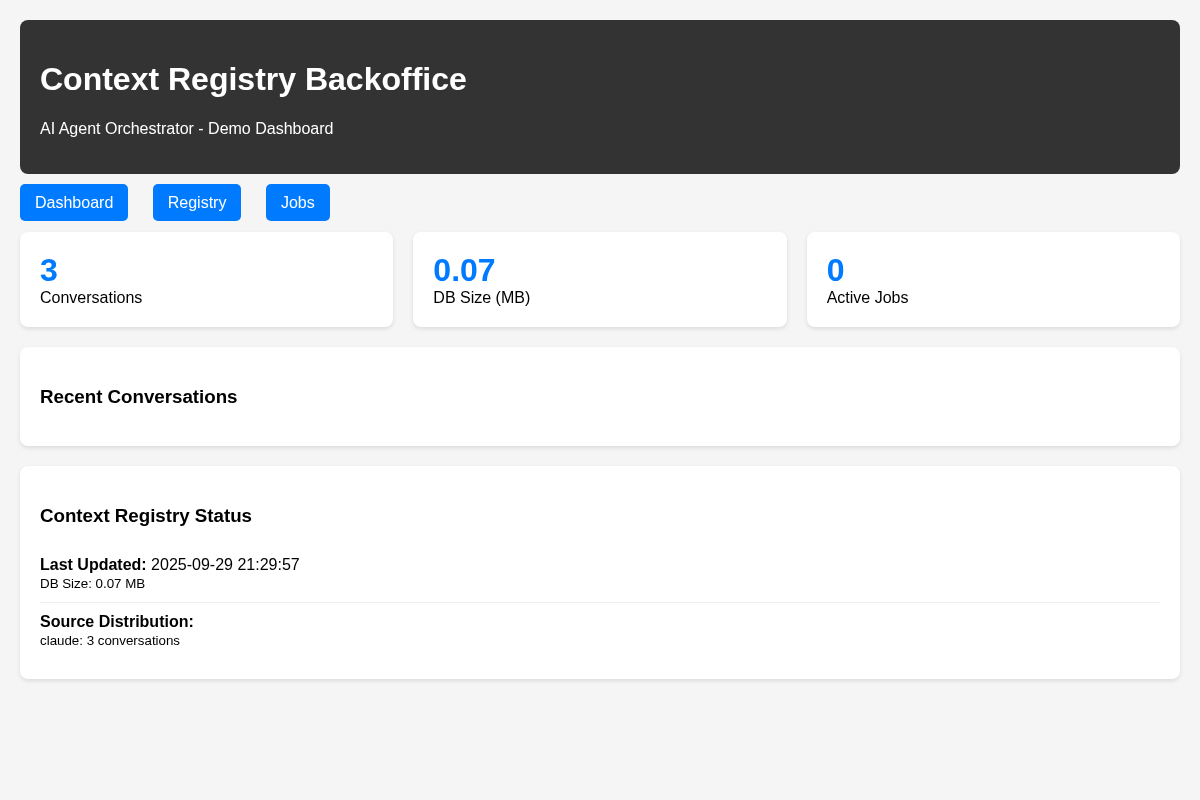 Context Registry Backoffice
AI Agent Orchestrator - Demo Dashboard
Dashboard Registry Jobs
3
Conversations
0.07
DB Size (MB)
0
Active Jobs
Recent Conversations
Context Registry Status
Last Updated: 2025-09-29 21:29:57
DB Size: 0.07 MB
Source Distribution:
claude: 3 conversations